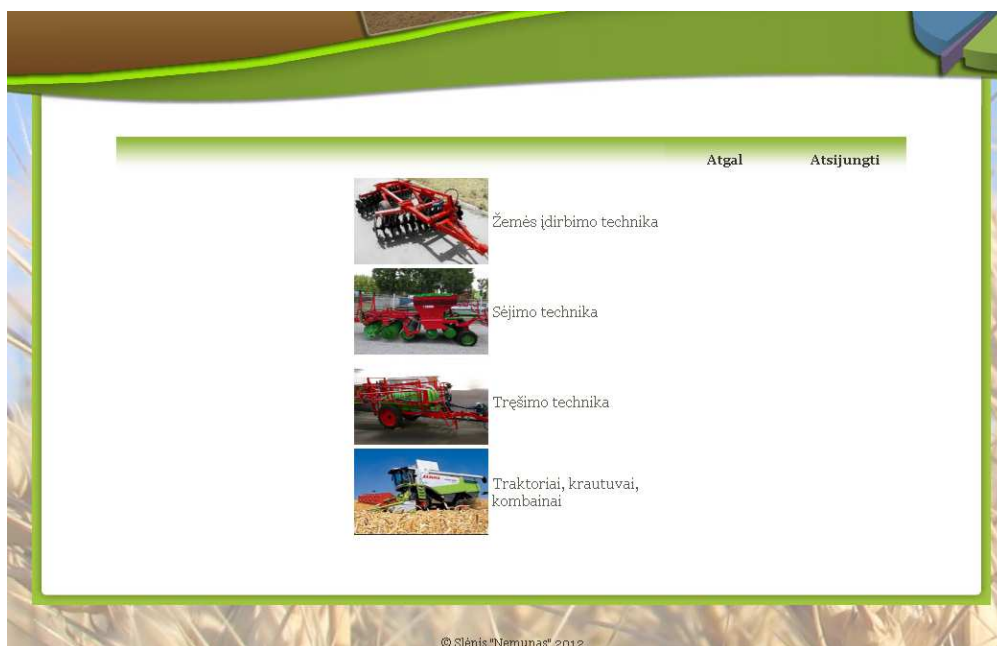 Atgal Atsijungti
Žemės įdirbimo technika
Sėjimo technika
Tręšimo technika
Traktoriai, krautuvai,
kombainai
© Slėnis "Nemunas" 2012